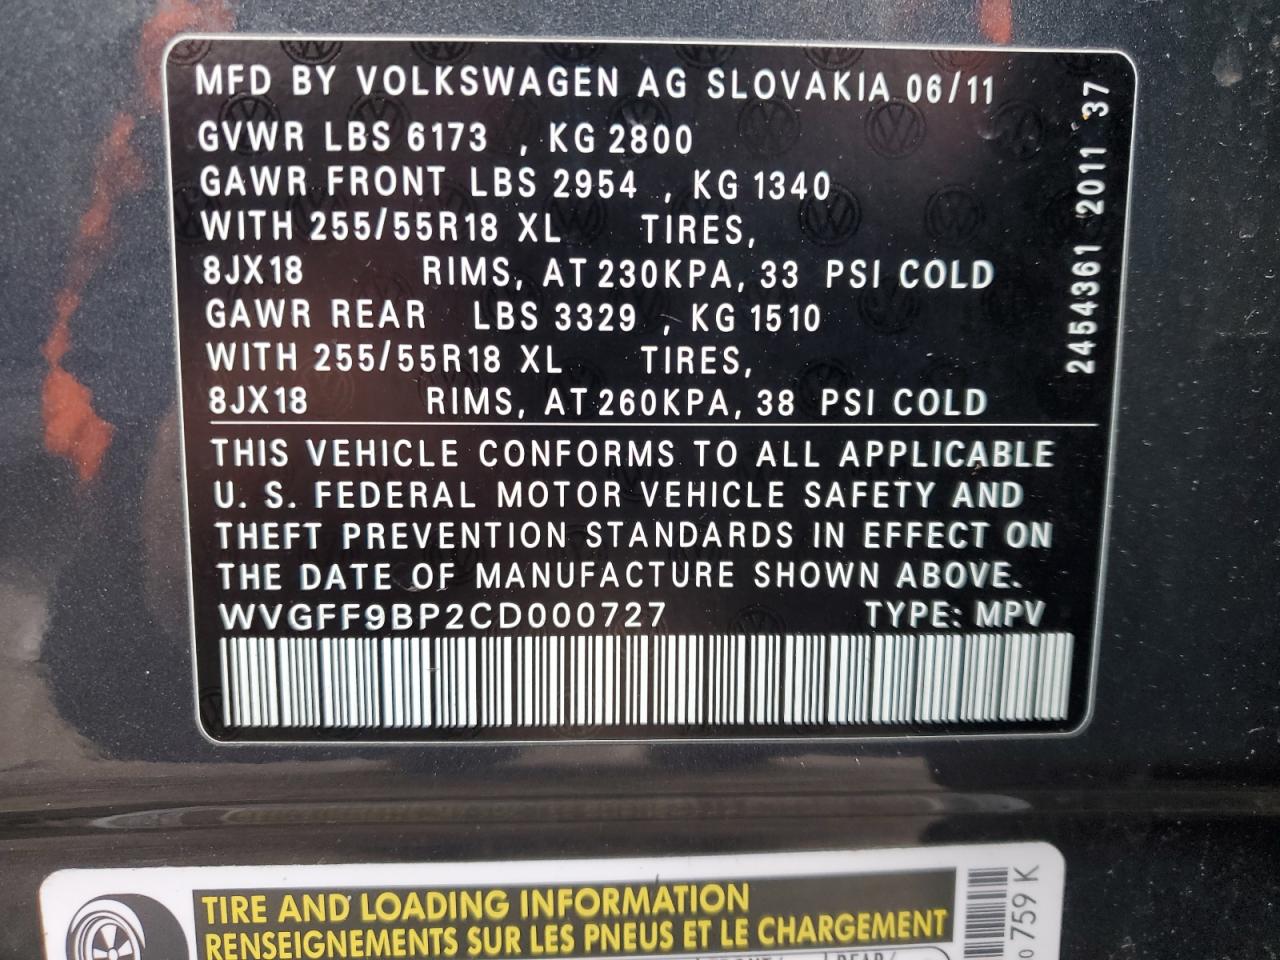 MFD BY VOLKSWAGEN AG SLOVAKIA 06/11
GVWR LBS 6173 , KG 2800
GAWR FRONT LBS 2954 , KG 1340
WITH 255/55R18 XL TIRES,
8JX18 RIMS, AT 230KPA, 33 PSI COLD
GAWR REAR LBS 3329 , KG 1510
WITH 255/55R18 XL TIRES,
8JX18 RIMS, AT 260KPA, 38 PSI COLD
THIS VEHICLE CONFORMS TO ALL APPLICABLE
U. S. FEDERAL MOTOR VEHICLE SAFETY AND
THEFT PREVENTION STANDARDS IN EFFECT ON
THE DATE OF MANUFACTURE SHOWN ABOVE.
WVGFF9BP2CD000727 TYPE: MPV
2454361 2011 37
TIRE AND LOADING INFORMATION
RENSEIGNEMENTS SUR LES PNEUS ET LE CHARGEMENT
759 K